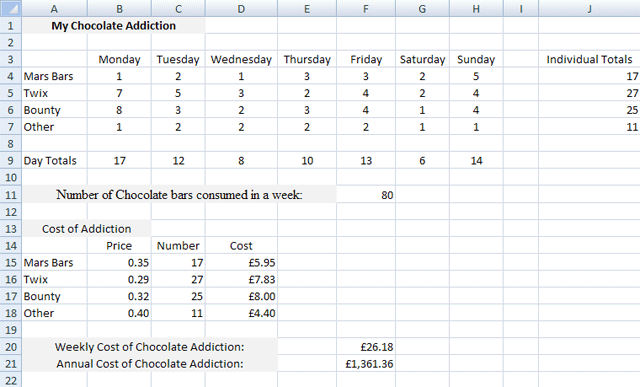 A B C D E F G H I J
1 My Chocolate Addiction
2
3 Monday Tuesday Wednesday Thursday Friday Saturday Sunday Individual Totals
4 Mars Bars 1 2 1 3 3 2 5 17
5 Twix 7 5 3 2 4 2 4 27
6 Bounty 8 3 2 3 4 1 4 25
7 Other 1 2 2 2 2 1 1 11
8
9 Day Totals 17 12 8 10 13 6 14
10
11 Number of Chocolate bars consumed in a week: 80
12
13 Cost of Addiction
14 Price Number Cost
15 Mars Bars 0.35 17 £5.95
16 Twix 0.29 27 £7.83
17 Bounty 0.32 25 £8.00
18 Other 0.40 11 £4.40
19
20 Weekly Cost of Chocolate Addiction: £26.18
21 Annual Cost of Chocolate Addiction: £1,361.36
22